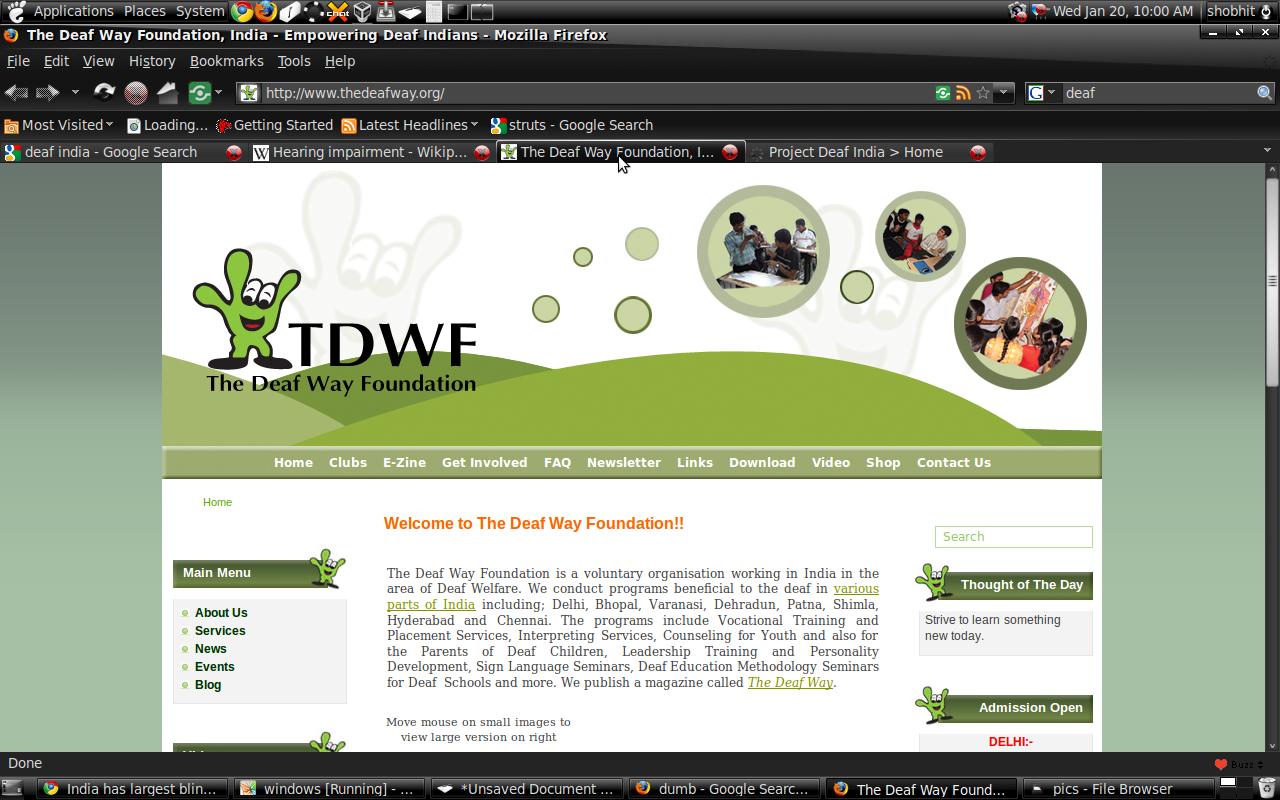 Applications Places System Wed Jan 20, 10:00 AM shobhit
The Deaf Way Foundation, India - Empowering Deaf Indians - Mozilla Firefox
File Edit View History Bookmarks Tools Help
http://www.thedeafway.org/ G deaf
Most Visited Loading... Getting Started Latest Headlines struts - Google Search
deaf india - Google Search W Hearing impairment - Wikip... The Deaf Way Foundation, I... Project Deaf India > Home
TDWF
The Deaf Way Foundation
Home Clubs E-Zine Get Involved FAQ Newsletter Links Download Video Shop Contact Us
Home
Welcome to The Deaf Way Foundation!!
Search
Main Menu
About Us
Services
News
Events
Blog
The Deaf Way Foundation is a voluntary organisation working in India in the
area of Deaf Welfare. We conduct programs beneficial to the deaf in various
parts of India including; Delhi, Bhopal, Varanasi, Dehradun, Patna, Shimla,
Hyderabad and Chennai. The programs include Vocational Training and
Placement Services, Interpreting Services, Counseling for Youth and also for
the Parents of Deaf Children, Leadership Training and Personality
Development, Sign Language Seminars, Deaf Education Methodology Seminars
for Deaf Schools and more. We publish a magazine called The Deaf Way.
Move mouse on small images to
view large version on right
Thought of The Day
Strive to learn something
new today.
Admission Open
DELHI:-
Done Buzz
India has largest blin... windows [Running] - ... *Unsaved Document ... dumb - Google Searc... The Deaf Way Found... pics - File Browser